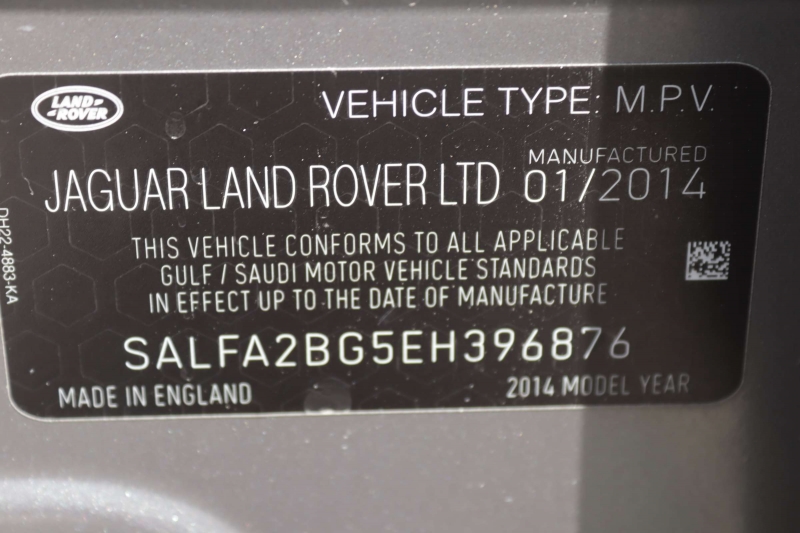 LAND-
-ROVER
VEHICLE TYPE: M.P.V.
MANUFACTURED
JAGUAR LAND ROVER LTD 01/2014
THIS VEHICLE CONFORMS TO ALL APPLICABLE
GULF / SAUDI MOTOR VEHICLE STANDARDS
IN EFFECT UP TO THE DATE OF MANUFACTURE
SALFA2BG5EH396876
MADE IN ENGLAND 2014 MODEL YEAR
DH22-4883-KA